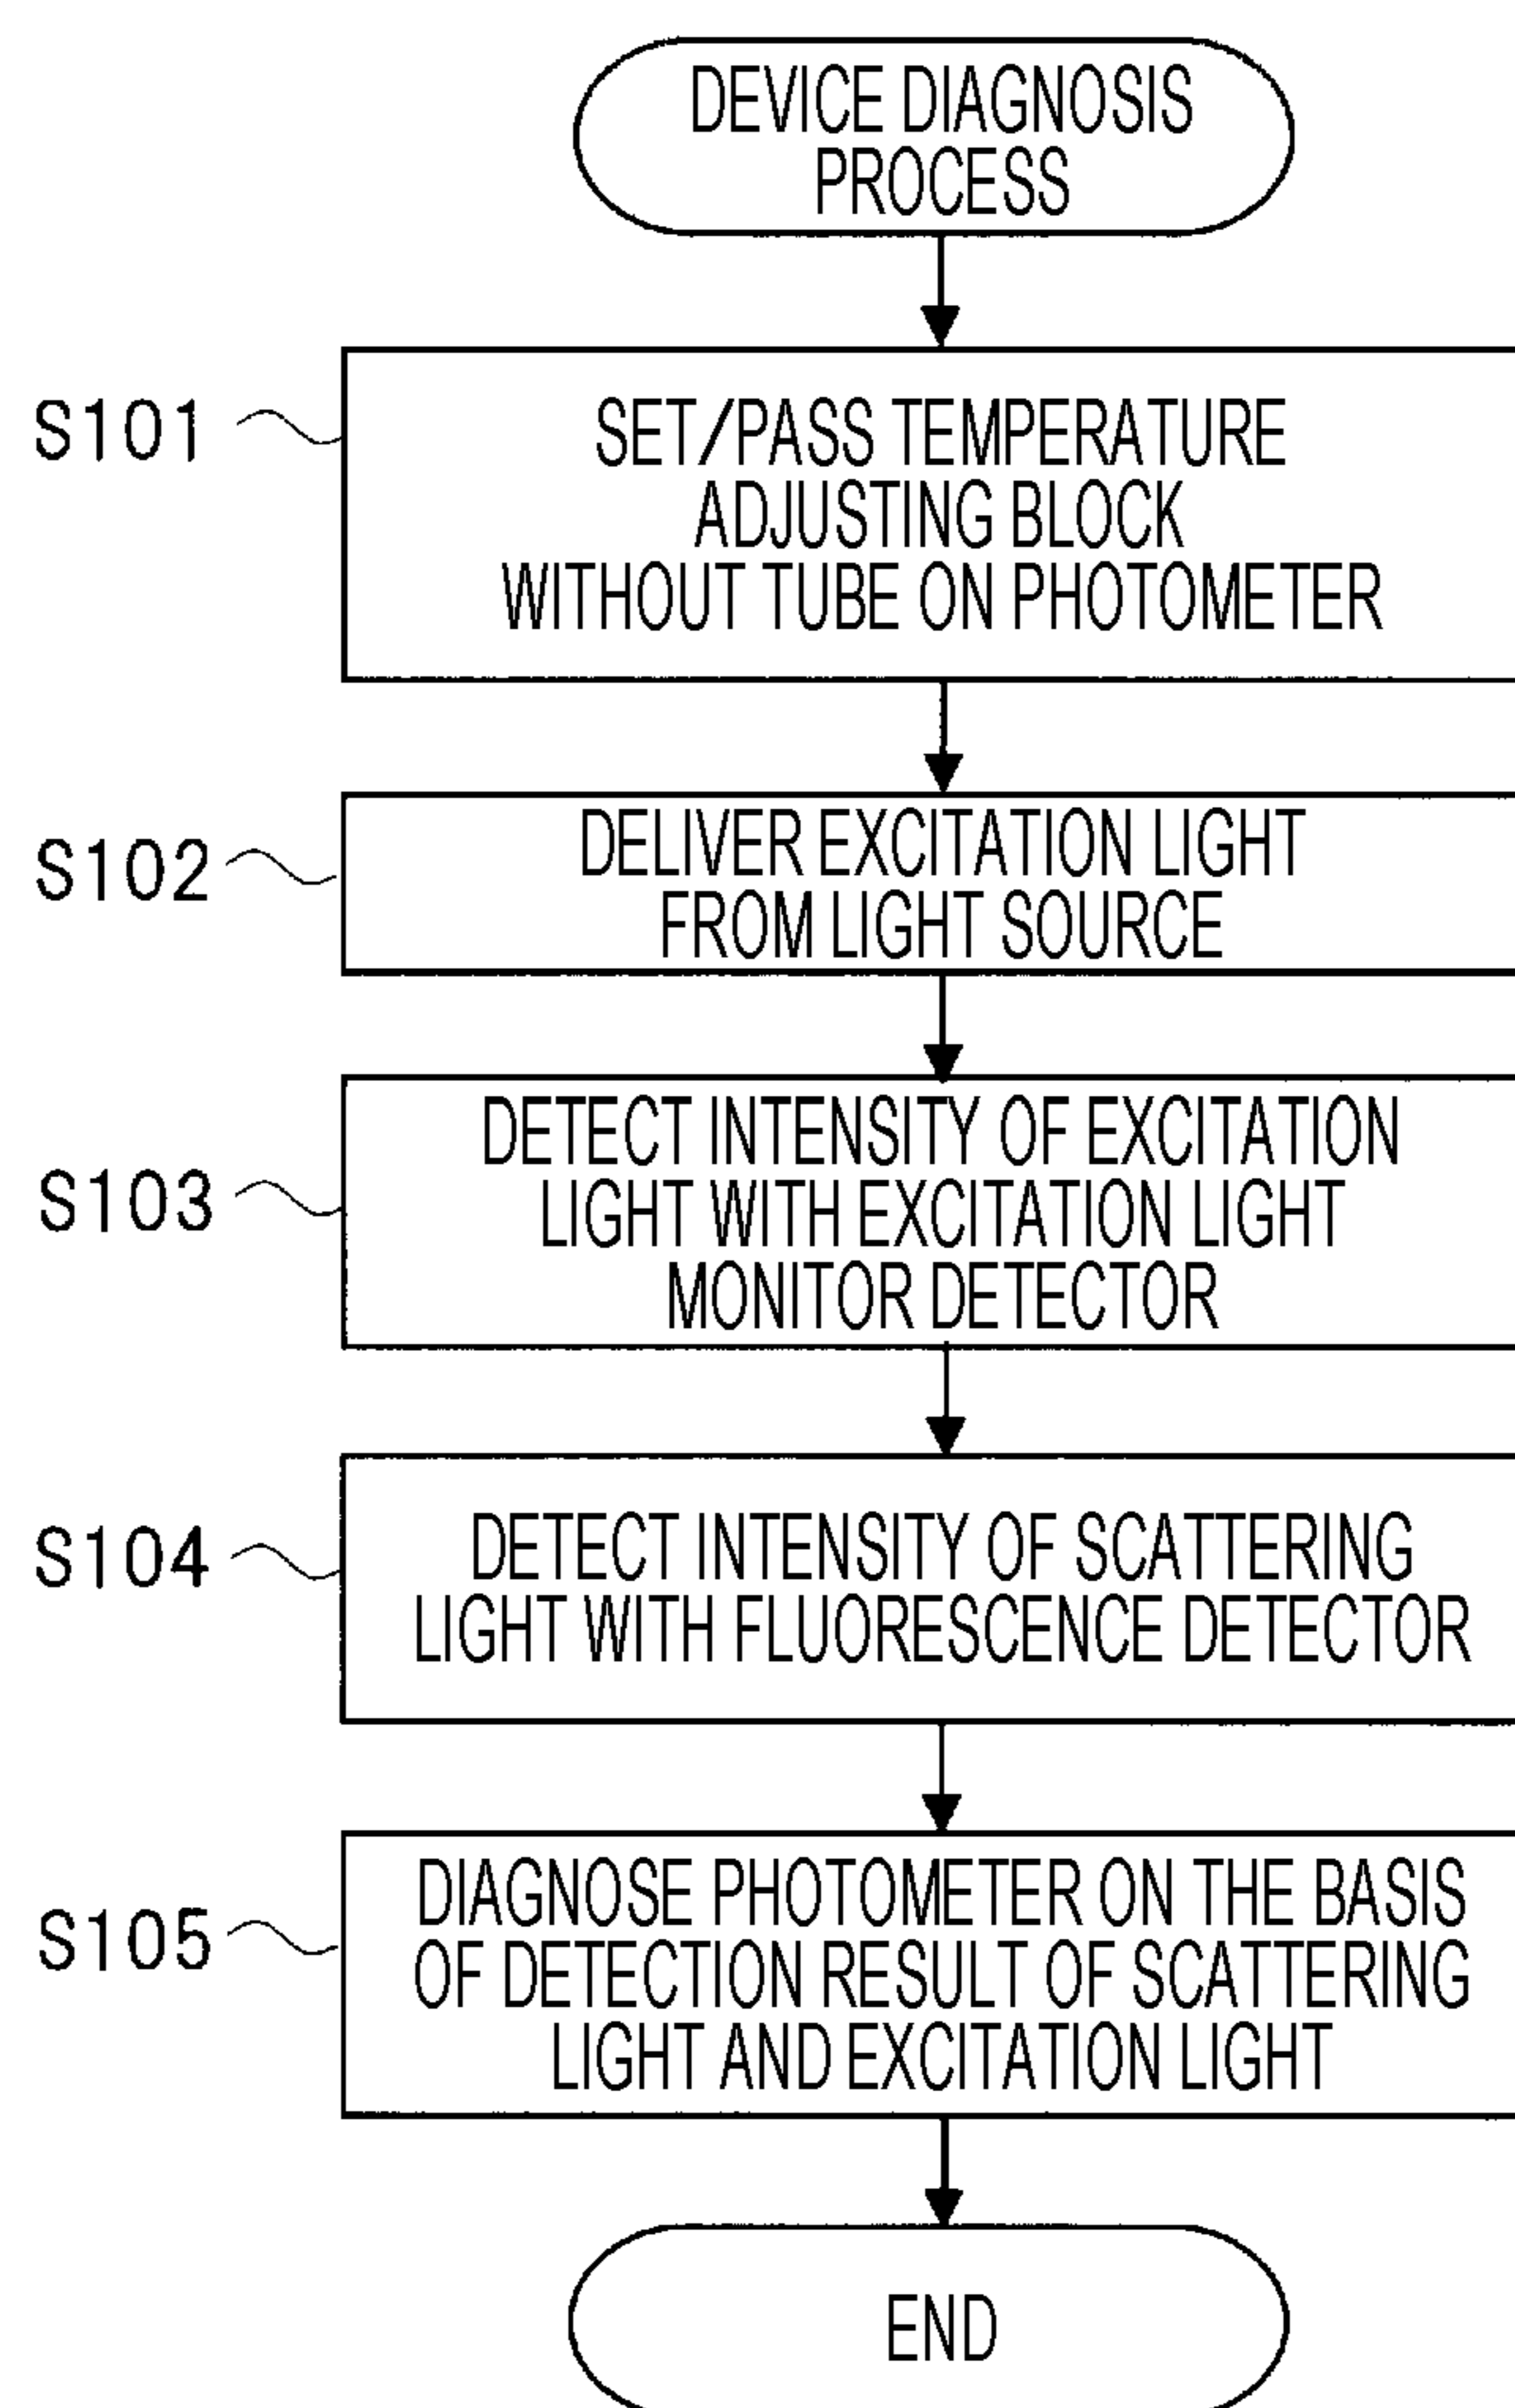 DEVICE DIAGNOSIS
PROCESS
S101
SET/PASS TEMPERATURE
ADJUSTING BLOCK
WITHOUT TUBE ON PHOTOMETER
S102
DELIVER EXCITATION LIGHT
FROM LIGHT SOURCE
S103
DETECT INTENSITY OF EXCITATION
LIGHT WITH EXCITATION LIGHT
MONITOR DETECTOR
S104
DETECT INTENSITY OF SCATTERING
LIGHT WITH FLUORESCENCE DETECTOR
S105
DIAGNOSE PHOTOMETER ON THE BASIS
OF DETECTION RESULT OF SCATTERING
LIGHT AND EXCITATION LIGHT
END